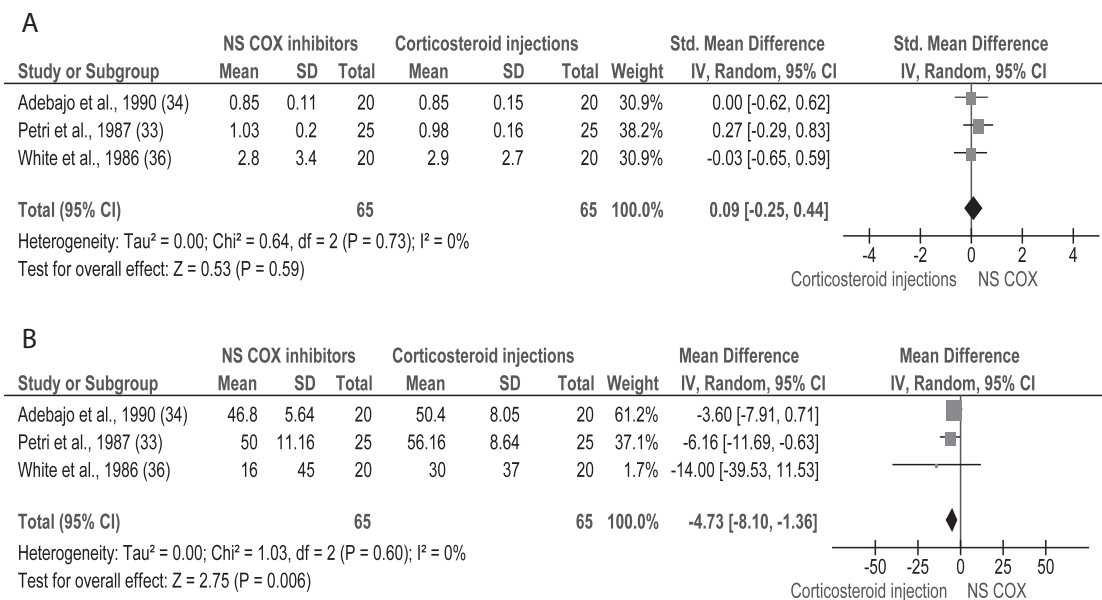 A
NS COX inhibitors Corticosteroid injections Std. Mean Difference Std. Mean Difference
Study or Subgroup Mean SD Total Mean SD Total Weight IV, Random, 95% CI IV, Random, 95% CI
Adebajo et al., 1990 (34) 0.85 0.11 20 0.85 0.15 20 30.9% 0.00 [-0.62, 0.62]
Petri et al., 1987 (33) 1.03 0.2 25 0.98 0.16 25 38.2% 0.27 [-0.29, 0.83]
White et al., 1986 (36) 2.8 3.4 20 2.9 2.7 20 30.9% -0.03 [-0.65, 0.59]
Total (95% CI) 65 65 100.0% 0.09 [-0.25, 0.44]
Heterogeneity: Tau² = 0.00; Chi² = 0.64, df = 2 (P = 0.73); I² = 0%
Test for overall effect: Z = 0.53 (P = 0.59)
-4 -2 0 2 4
Corticosteroid injections NS COX
B
NS COX inhibitors Corticosteroid injections Mean Difference Mean Difference
Study or Subgroup Mean SD Total Mean SD Total Weight IV, Random, 95% CI IV, Random, 95% CI
Adebajo et al., 1990 (34) 46.8 5.64 20 50.4 8.05 20 61.2% -3.60 [-7.91, 0.71]
Petri et al., 1987 (33) 50 11.16 25 56.16 8.64 25 37.1% -6.16 [-11.69, -0.63]
White et al., 1986 (36) 16 45 20 30 37 20 1.7% -14.00 [-39.53, 11.53]
Total (95% CI) 65 65 100.0% -4.73 [-8.10, -1.36]
Heterogeneity: Tau² = 0.00; Chi² = 1.03, df = 2 (P = 0.60); I² = 0%
Test for overall effect: Z = 2.75 (P = 0.006)
-50 -25 0 25 50
Corticosteroid injection NS COX